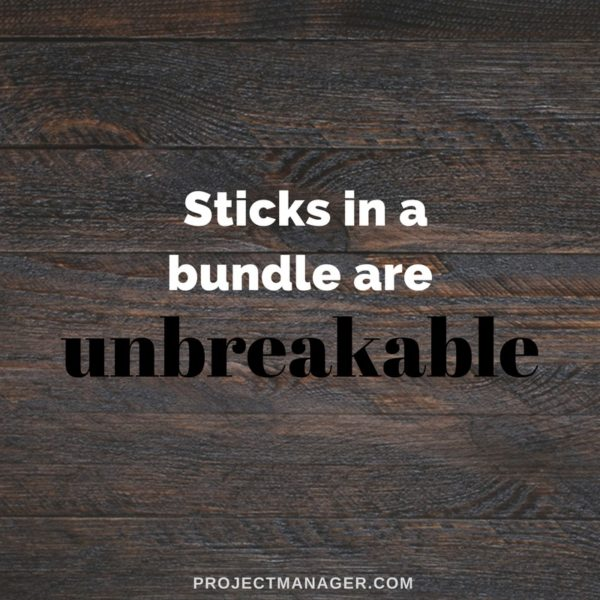 Sticks in a
bundle are
unbreakable
PROJECTMANAGER.COM